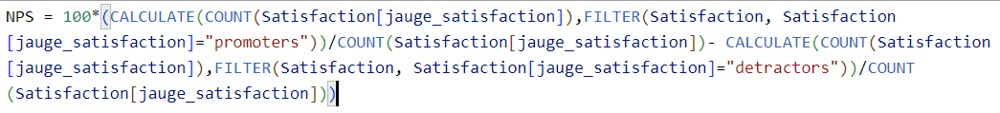 NPS = 100*(CALCULATE(COUNT(Satisfaction[jauge_satisfaction]),FILTER(Satisfaction, Satisfaction
[jauge_satisfaction]="promoters"))/COUNT(Satisfaction[jauge_satisfaction])- CALCULATE(COUNT(Satisfaction
[jauge_satisfaction]),FILTER(Satisfaction, Satisfaction[jauge_satisfaction]="detractors"))/COUNT
(Satisfaction[jauge_satisfaction]))